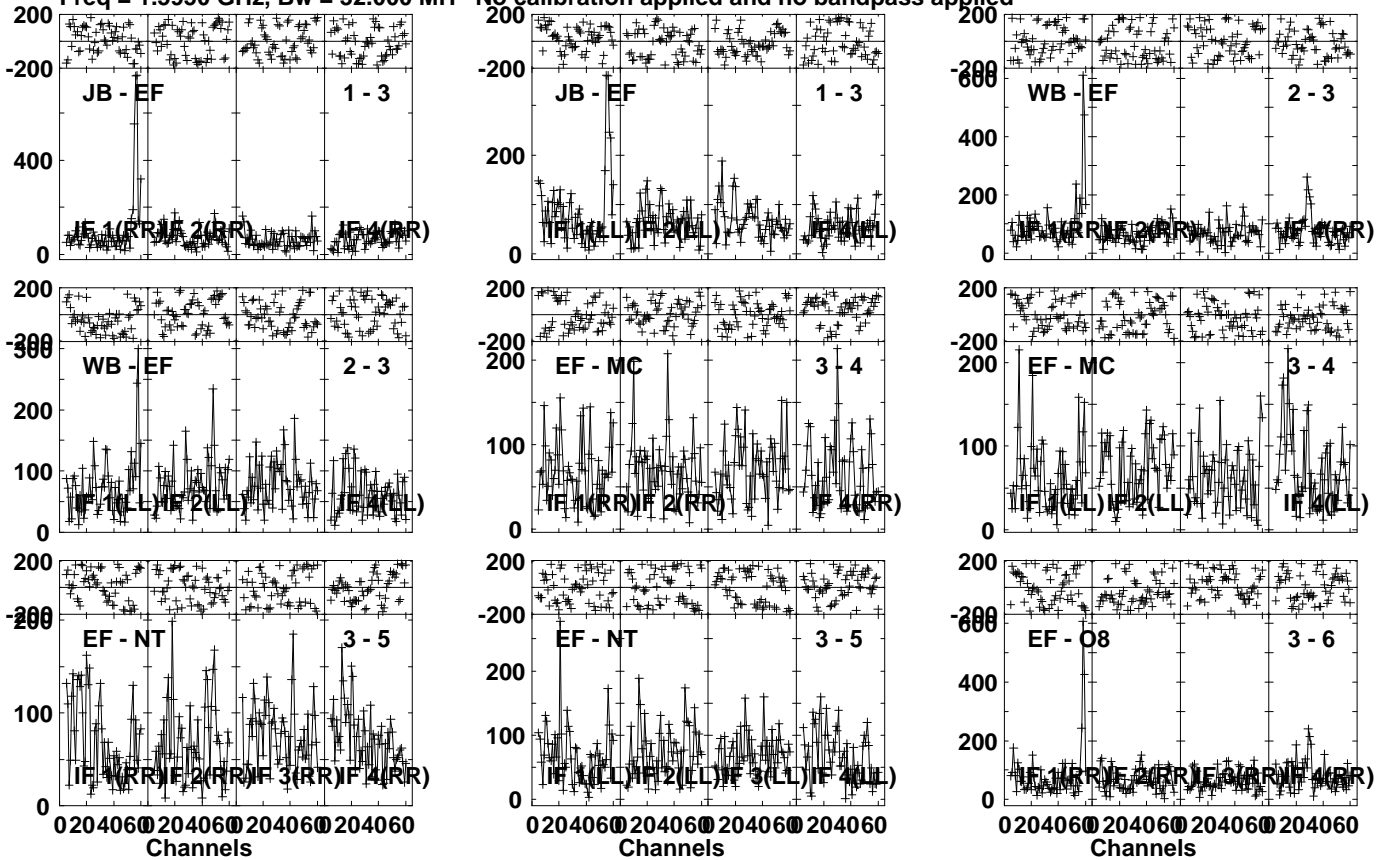 Freq = 1.5950 GHz, Bw = 32.000 MH No calibration applied and no bandpass applied
200
-200
JB - EF 1 - 3
400
0
IF 1(RR) IF 2(RR) IF 4(RR)
JB - EF 1 - 3
200
0
IF 1(LL) IF 2(LL) IF 4(LL)
200
-200
600
WB - EF 2 - 3
400
200
0
IF 1(RR) IF 2(RR) IF 4(RR)
200
-200
300
WB - EF 2 - 3
200
100
0
IF 1(LL) IF 2(LL) IF 4(LL)
200
-200
200
EF - MC 3 - 4
100
0
IF 1(RR) IF 2(RR) IF 4(RR)
200
-200
200
EF - MC 3 - 4
100
0
IF 1(LL) IF 2(LL) IF 4(LL)
200
-200
200
EF - NT 3 - 5
100
0
IF 1(RR) IF 2(RR) IF 3(RR) IF 4(RR)
0 20 40 60 0 20 40 60 0 20 40 60 0 20 40 60
Channels
200
-200
EF - NT 3 - 5
200
100
0
IF 1(LL) IF 2(LL) IF 3(LL) IF 4(LL)
0 20 40 60 0 20 40 60 0 20 40 60 0 20 40 60
Channels
200
-200
600
EF - O8 3 - 6
400
200
0
IF 1(RR) IF 2(RR) IF 3(RR) IF 4(RR)
0 20 40 60 0 20 40 60 0 20 40 60 0 20 40 60
Channels